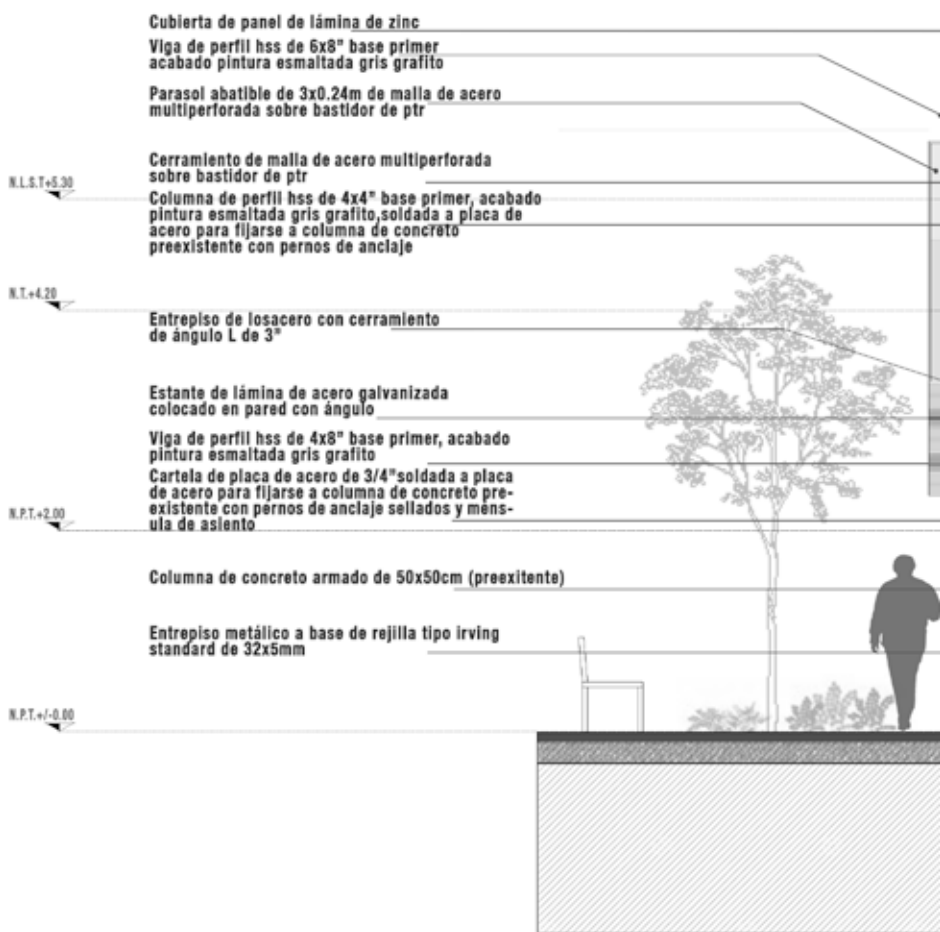 Cubierta de panel de lámina de zinc
Viga de perfil hss de 6x8" base primer
acabado pintura esmaltada gris grafito
Parasol abatible de 3x0.24m de malla de acero
multiperforada sobre bastidor de ptr
Cerramiento de malla de acero multiperforada
sobre bastidor de ptr
N.L.S.T+5.30
Columna de perfil hss de 4x4" base primer, acabado
pintura esmaltada gris grafito,soldada a placa de
acero para fijarse a columna de concreto
preexistente con pernos de anclaje
N.T.+4.20
Entrepiso de losacero con cerramiento
de ángulo L de 3"
Estante de lámina de acero galvanizada
colocado en pared con ángulo
Viga de perfil hss de 4x8" base primer, acabado
pintura esmaltada gris grafito
Cartela de placa de acero de 3/4"soldada a placa
de acero para fijarse a columna de concreto pre-
existente con pernos de anclaje sellados y méns-
ula de asiento
N.P.T.+2.00
Columna de concreto armado de 50x50cm (preexitente)
Entrepiso metálico a base de rejilla tipo irving
standard de 32x5mm
N.P.T.+/-0.00